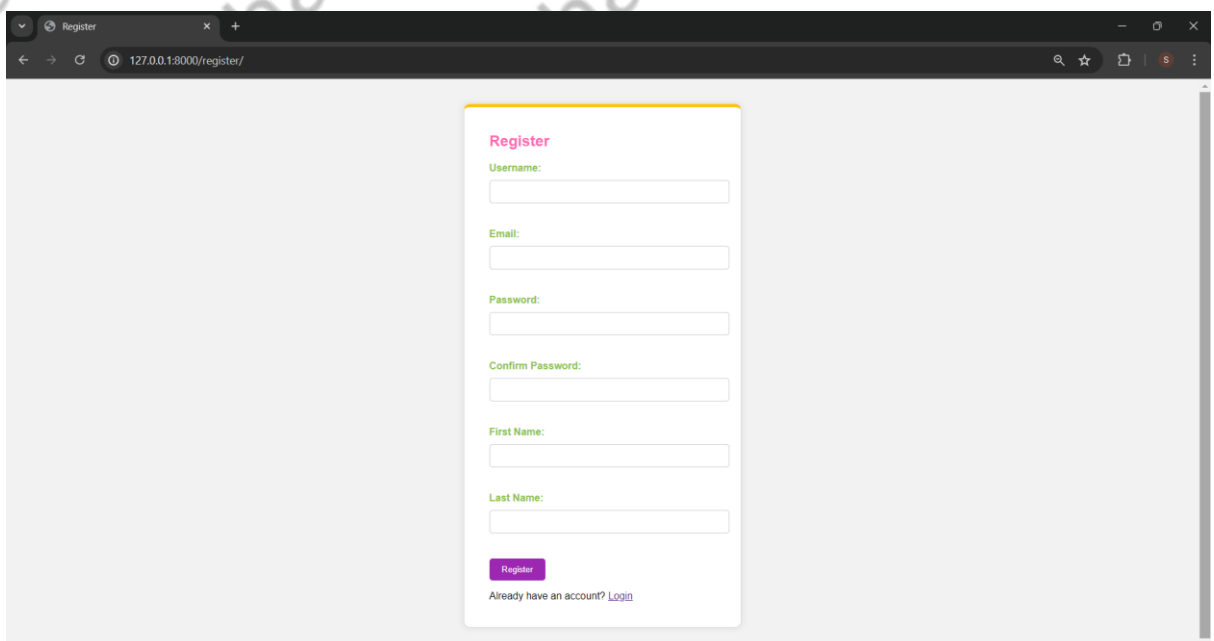 Register
127.0.0.1:8000/register/
S
Register
Username:
Email:
Password:
Confirm Password:
First Name:
Last Name:
Register
Already have an account? Login